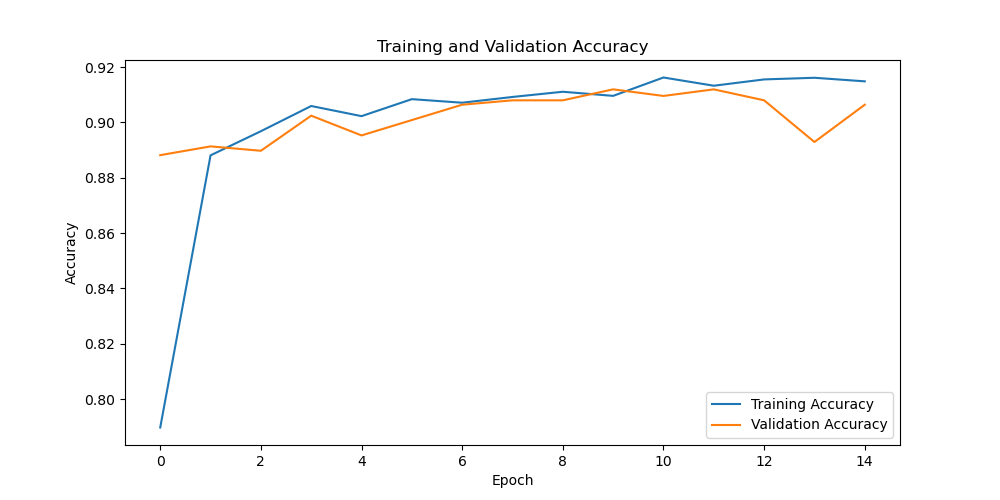 Training and Validation Accuracy
Accuracy
0.92
0.90
0.88
0.86
0.84
0.82
0.80
0 2 4 6 8 10 12 14
Epoch
Training Accuracy
Validation Accuracy